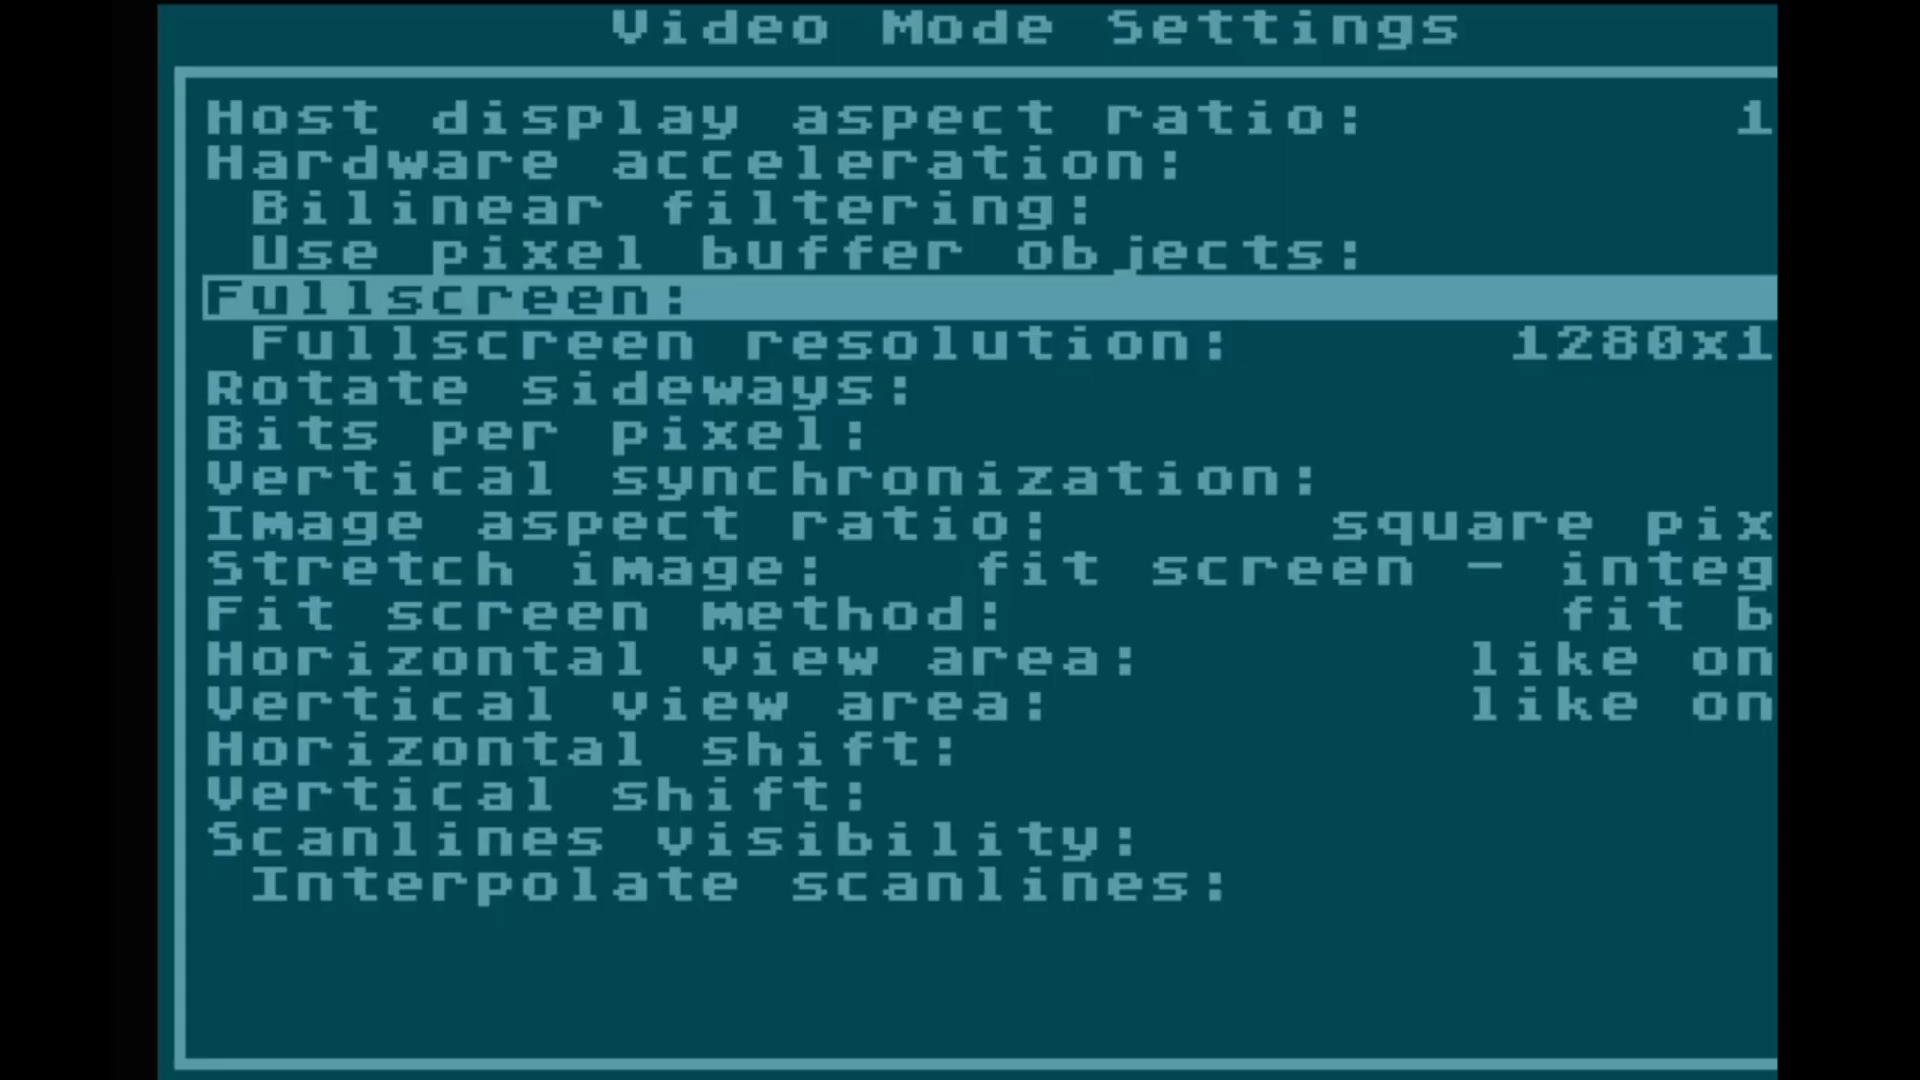 Video Mode Settings
Host display aspect ratio: 1
Hardware acceleration:
Bilinear filtering:
Use pixel buffer objects:
Fullscreen:
Fullscreen resolution: 1280x1
Rotate sideways:
Bits per pixel:
Vertical synchronization:
Image aspect ratio: square pix
Stretch image: fit screen - integ
Fit screen method: fit b
Horizontal view area: like on
Vertical view area: like on
Horizontal shift:
Vertical shift:
Scanlines visibility:
Interpolate scanlines: